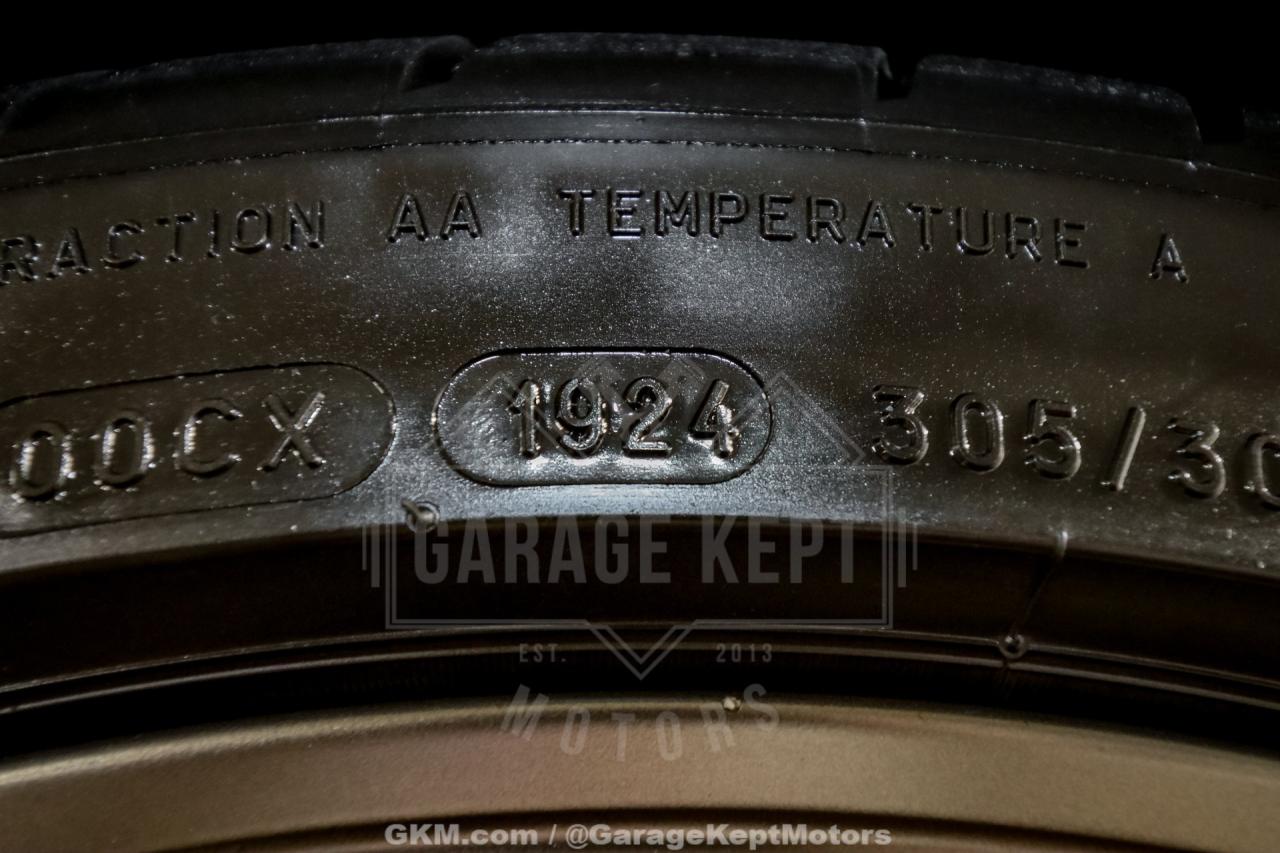 RACTION AA TEMPERATURE A
00CX 1924 305/30
GARAGE KEPT
EST. 2013
MOTORS
GKM.com / @GarageKeptMotors